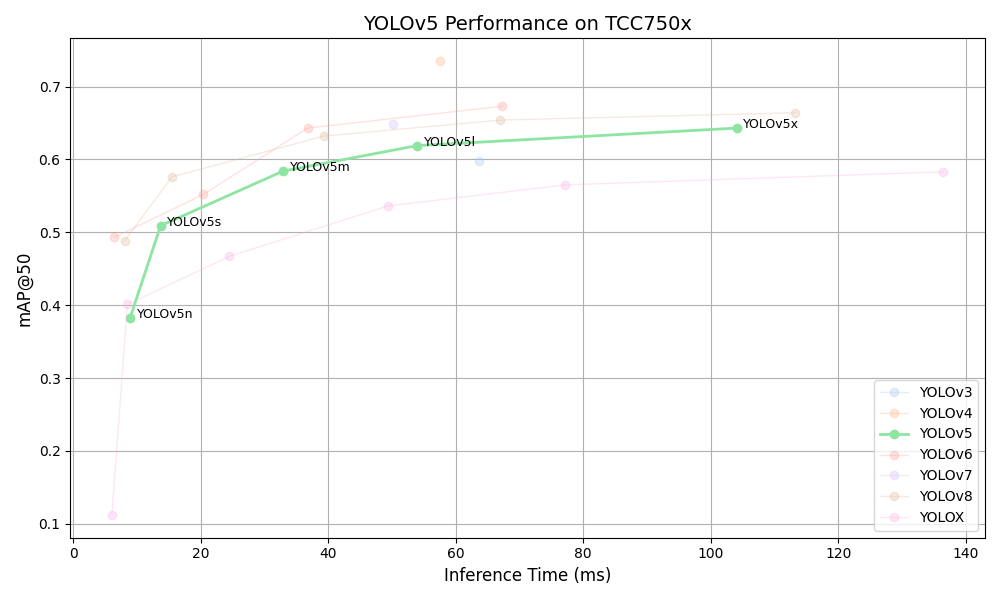 YOLOv5 Performance on TCC750x
mAP@50
0.7
0.6
0.5
0.4
0.3
0.2
0.1
YOLOv5x
YOLOv5l
YOLOv5m
YOLOv5s
YOLOv5n
YOLOv3
YOLOv4
YOLOv5
YOLOv6
YOLOv7
YOLOv8
YOLOX
0 20 40 60 80 100 120 140
Inference Time (ms)